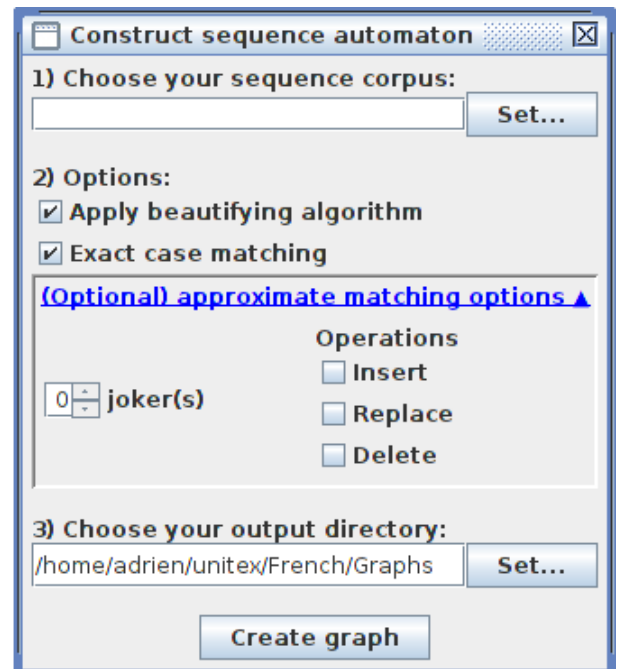 Construct sequence automaton
1) Choose your sequence corpus:
Set...
2) Options:
Apply beautifying algorithm
Exact case matching
(Optional) approximate matching options ▲
Operations
Insert
0 joker(s)
Replace
Delete
3) Choose your output directory:
/home/adrien/unitex/French/Graphs Set...
Create graph